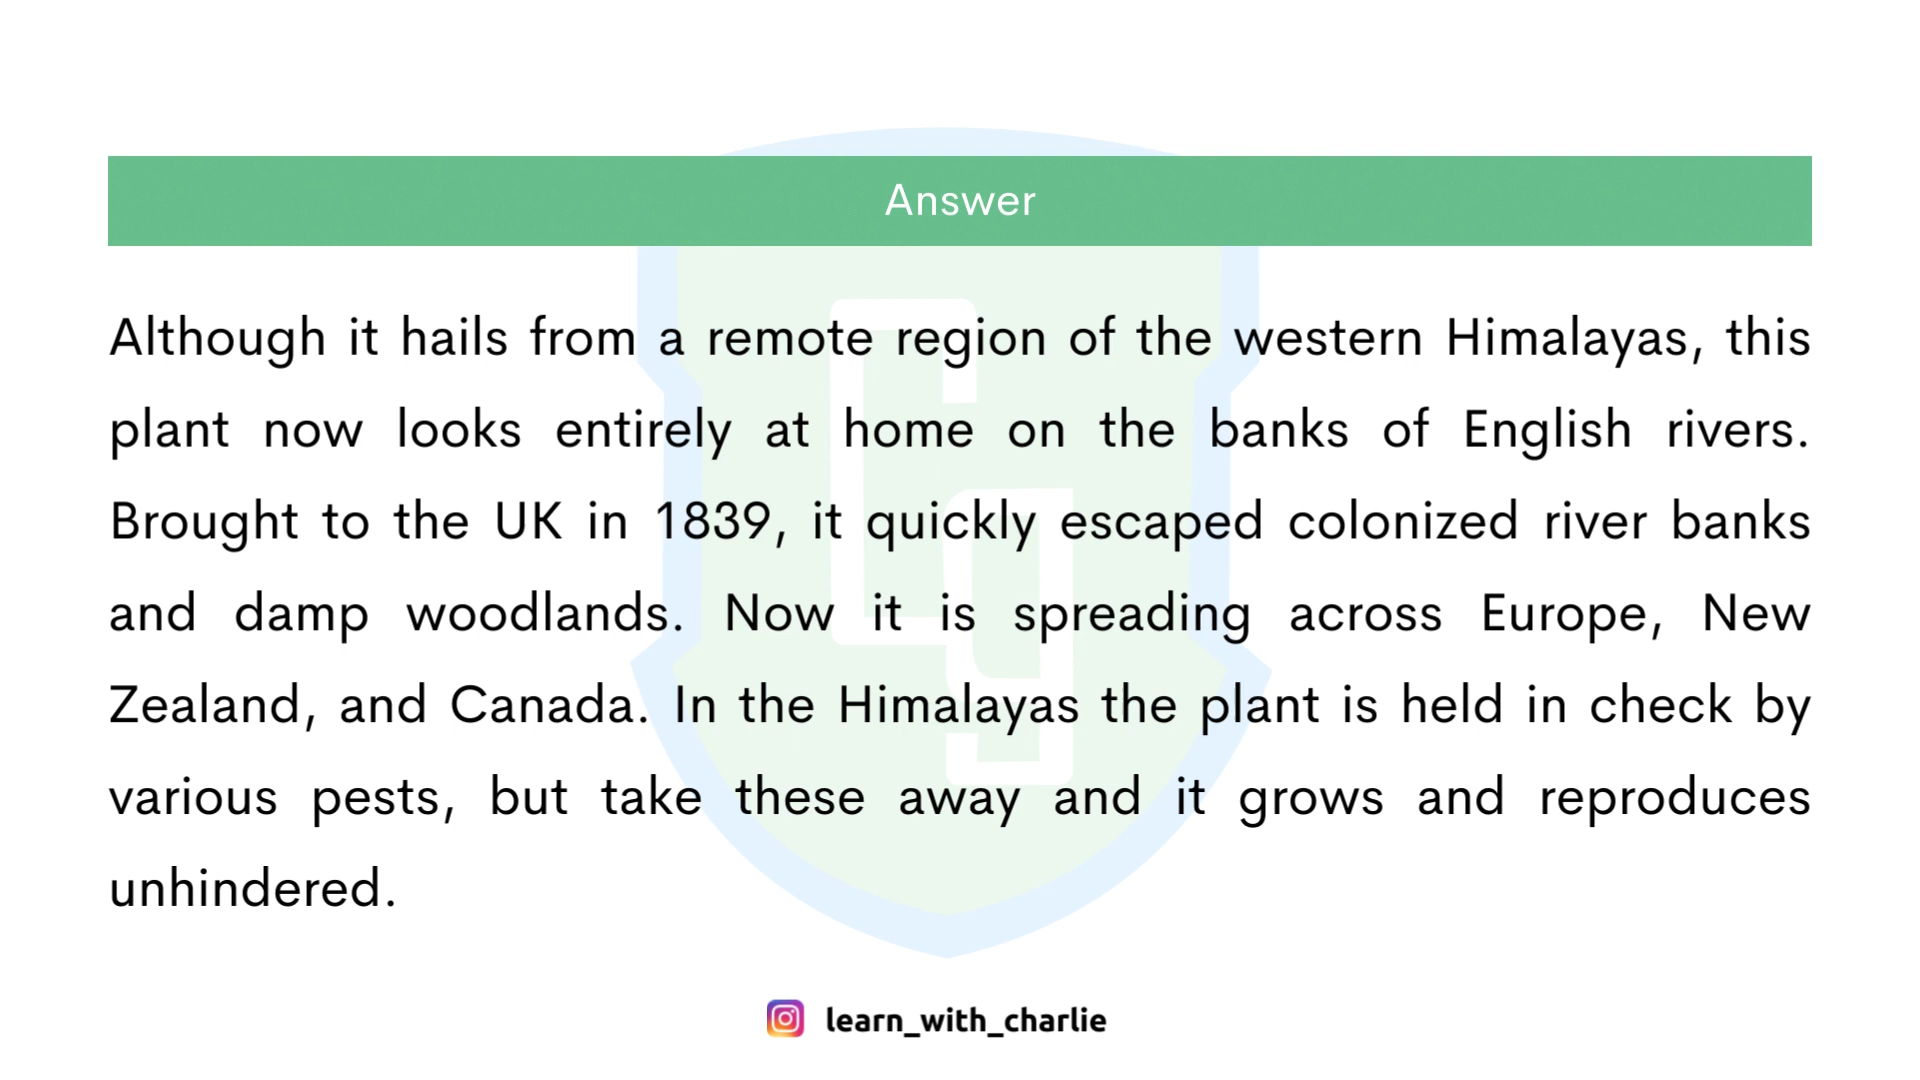 Answer
Although it hails from a remote region of the western Himalayas, this
plant now looks entirely at home on the banks of English rivers.
Brought to the UK in 1839, it quickly escaped colonized river banks
and damp woodlands. Now it is spreading across Europe, New
Zealand, and Canada. In the Himalayas the plant is held in check by
various pests, but take these away and it grows and reproduces
unhindered.
learn_with_charlie